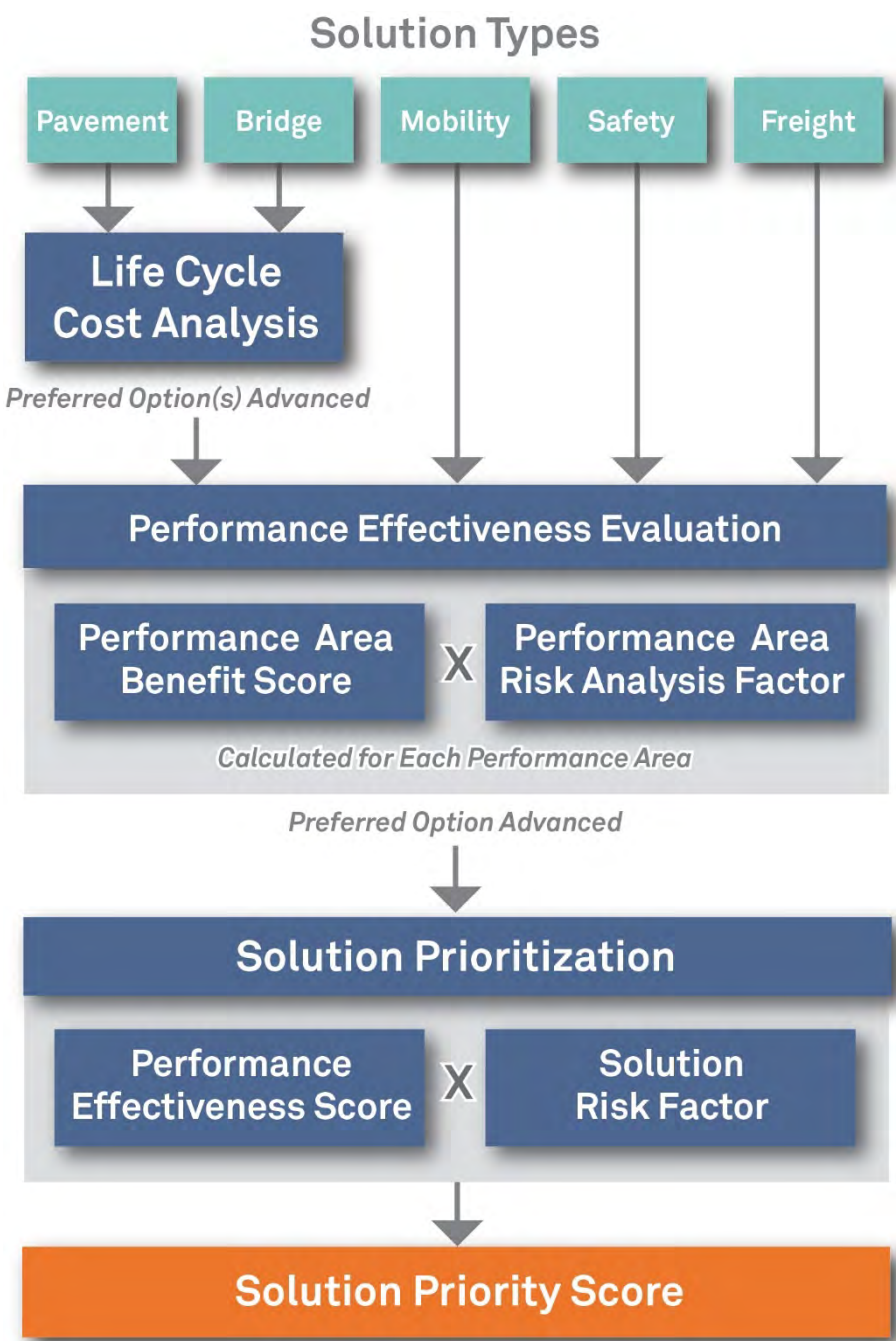 Solution Types
Pavement
Bridge
Mobility
Safety
Freight
Life Cycle
Cost Analysis
Preferred Option(s) Advanced
Performance Effectiveness Evaluation
Performance Area
Benefit Score
X
Performance Area
Risk Analysis Factor
Calculated for Each Performance Area
Preferred Option Advanced
Solution Prioritization
Performance
Effectiveness Score
X
Solution
Risk Factor
Solution Priority Score